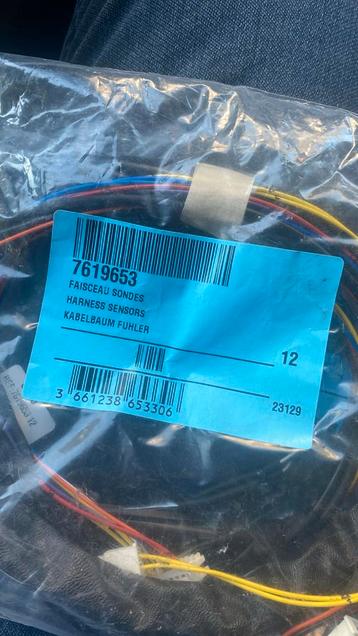 7619653
FAISCEAU SONDES
HARNESS SENSORS
KABELBAUM FUHLER
12
3 661238 653306
23129